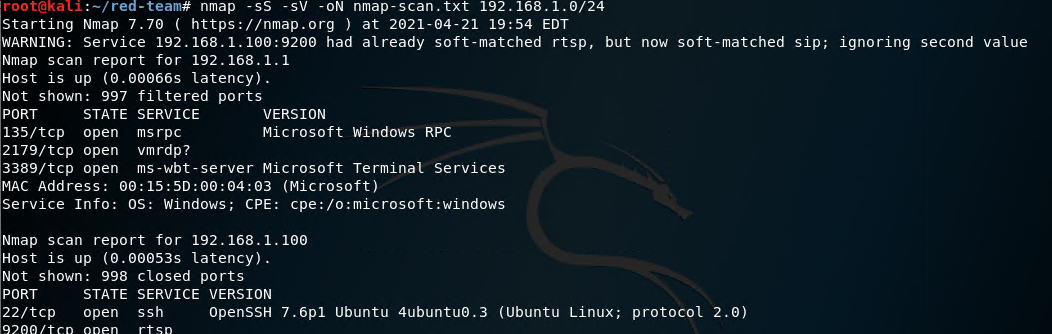 root@kali:~/red-team# nmap -sS -sV -oN nmap-scan.txt 192.168.1.0/24
Starting Nmap 7.70 ( https://nmap.org ) at 2021-04-21 19:54 EDT
WARNING: Service 192.168.1.100:9200 had already soft-matched rtsp, but now soft-matched sip; ignoring second value
Nmap scan report for 192.168.1.1
Host is up (0.00066s latency).
Not shown: 997 filtered ports
PORT     STATE SERVICE       VERSION
135/tcp  open  msrpc         Microsoft Windows RPC
2179/tcp open  vmrdp?
3389/tcp open  ms-wbt-server Microsoft Terminal Services
MAC Address: 00:15:5D:00:04:03 (Microsoft)
Service Info: OS: Windows; CPE: cpe:/o:microsoft:windows
Nmap scan report for 192.168.1.100
Host is up (0.00053s latency).
Not shown: 998 closed ports
PORT     STATE SERVICE VERSION
22/tcp   open  ssh     OpenSSH 7.6p1 Ubuntu 4ubuntu0.3 (Ubuntu Linux; protocol 2.0)
9200/tcp open  rtsp